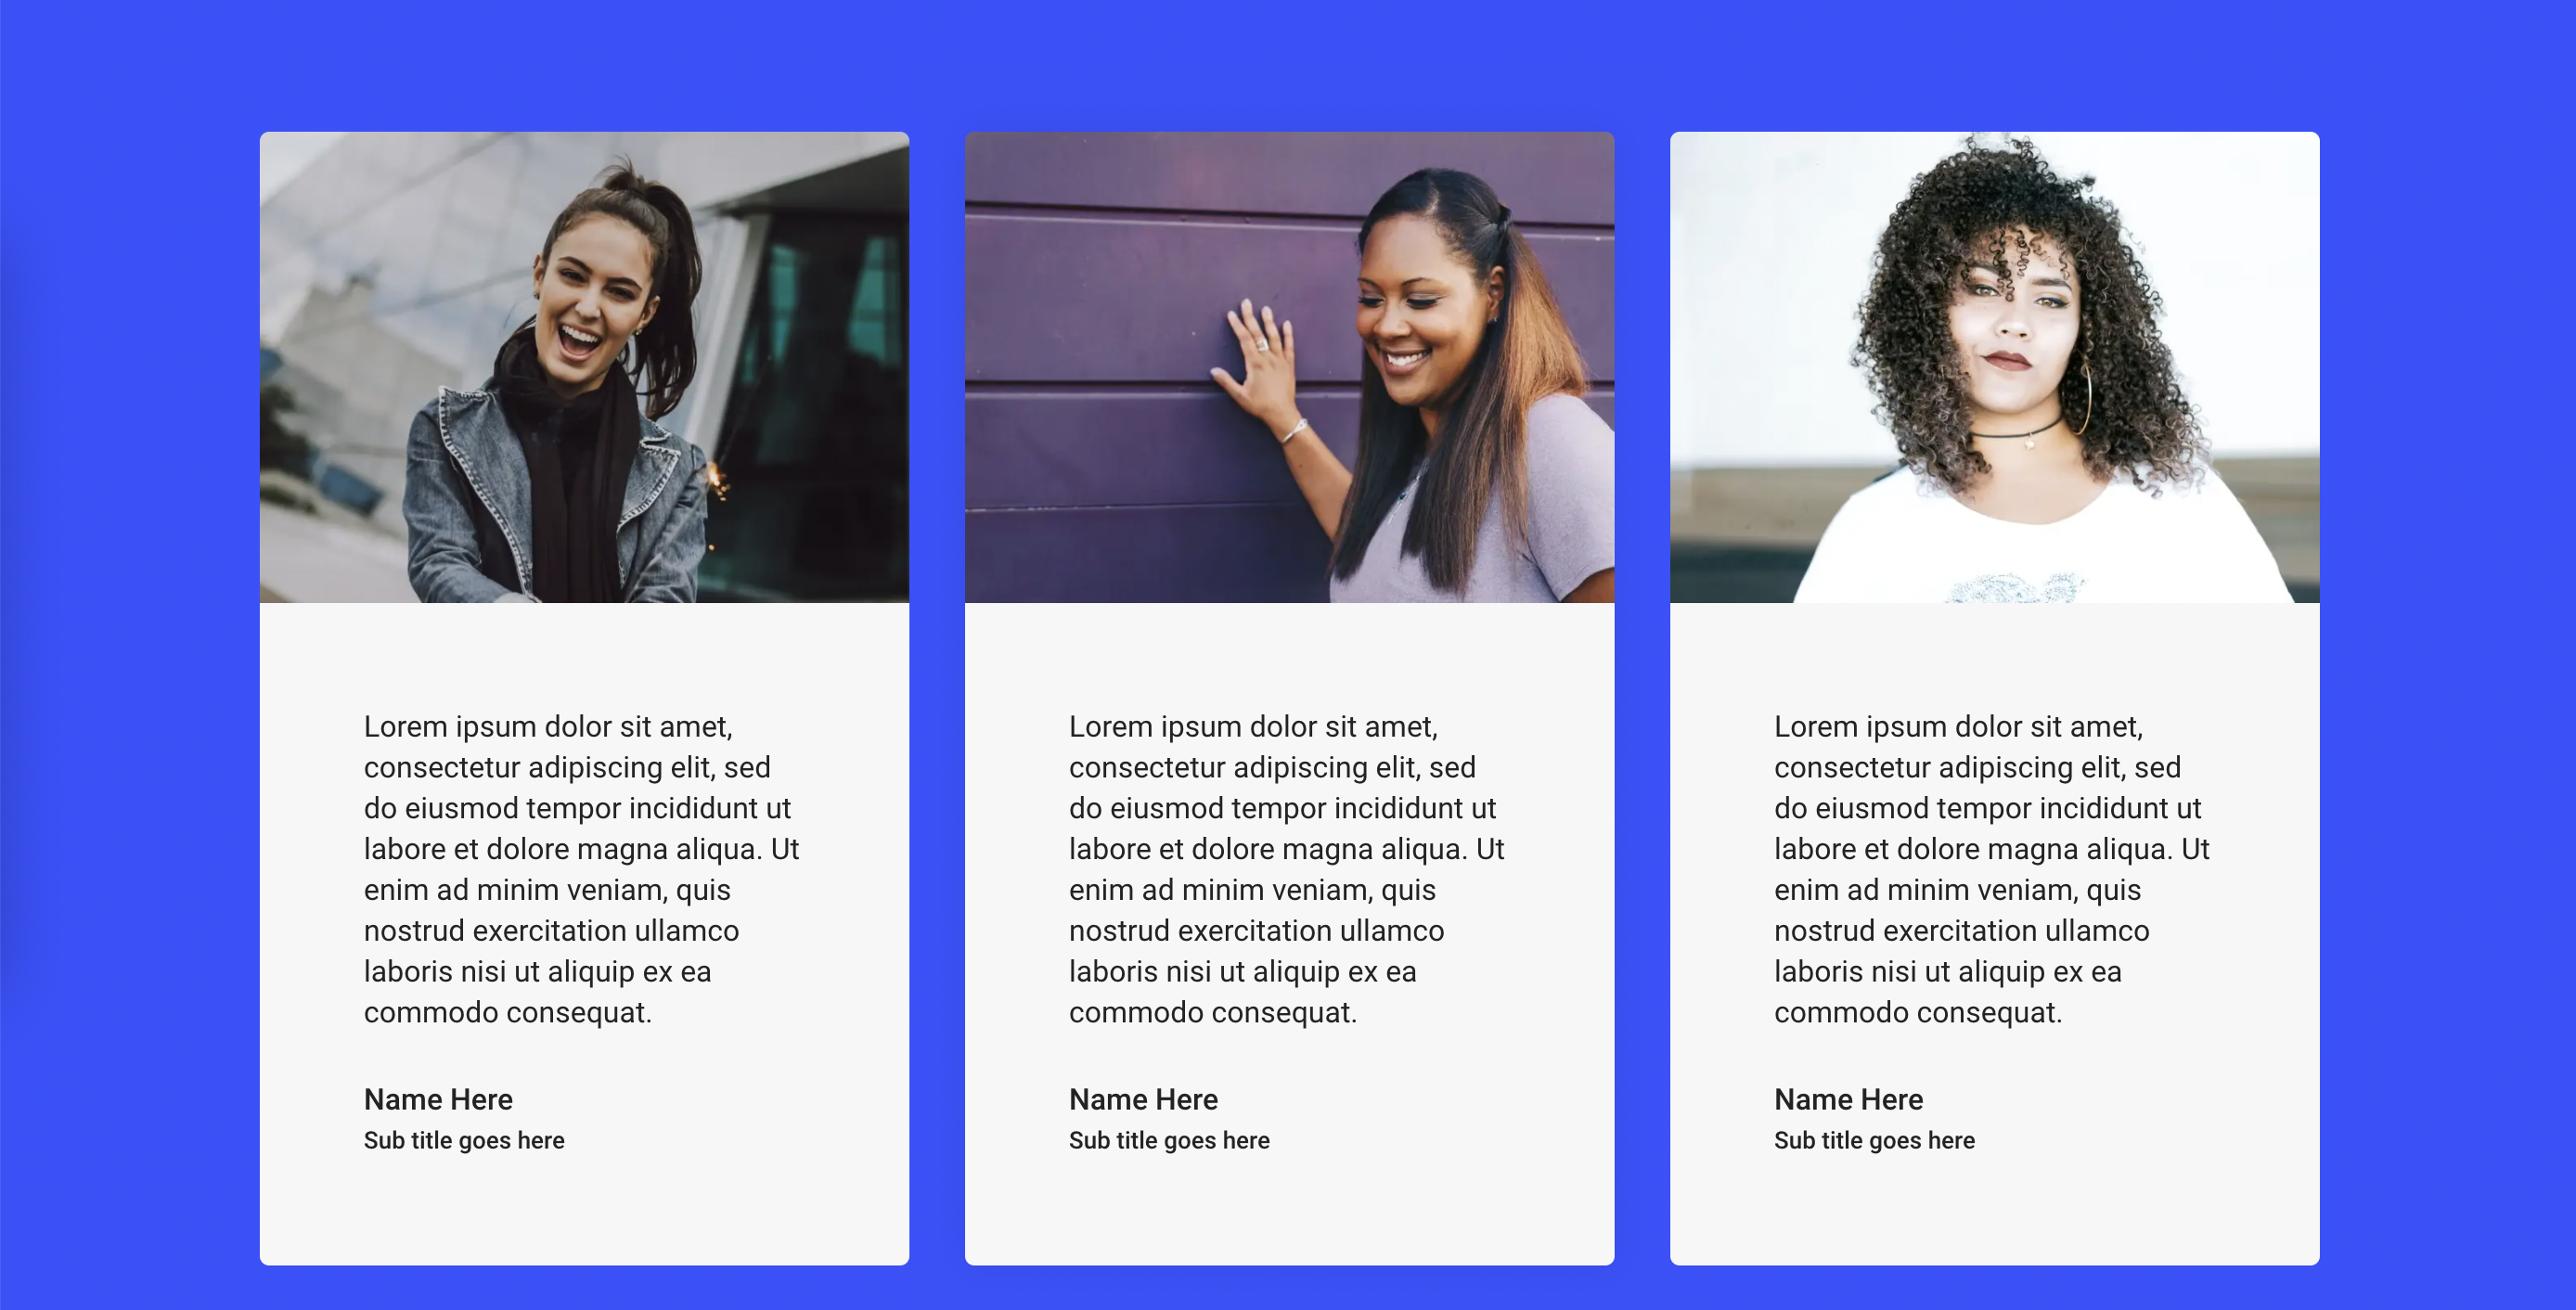 Lorem ipsum dolor sit amet,
consectetur adipiscing elit, sed
do eiusmod tempor incididunt ut
labore et dolore magna aliqua. Ut
enim ad minim veniam, quis
nostrud exercitation ullamco
laboris nisi ut aliquip ex ea
commodo consequat.
Name Here
Sub title goes here
Lorem ipsum dolor sit amet,
consectetur adipiscing elit, sed
do eiusmod tempor incididunt ut
labore et dolore magna aliqua. Ut
enim ad minim veniam, quis
nostrud exercitation ullamco
laboris nisi ut aliquip ex ea
commodo consequat.
Name Here
Sub title goes here
Lorem ipsum dolor sit amet,
consectetur adipiscing elit, sed
do eiusmod tempor incididunt ut
labore et dolore magna aliqua. Ut
enim ad minim veniam, quis
nostrud exercitation ullamco
laboris nisi ut aliquip ex ea
commodo consequat.
Name Here
Sub title goes here